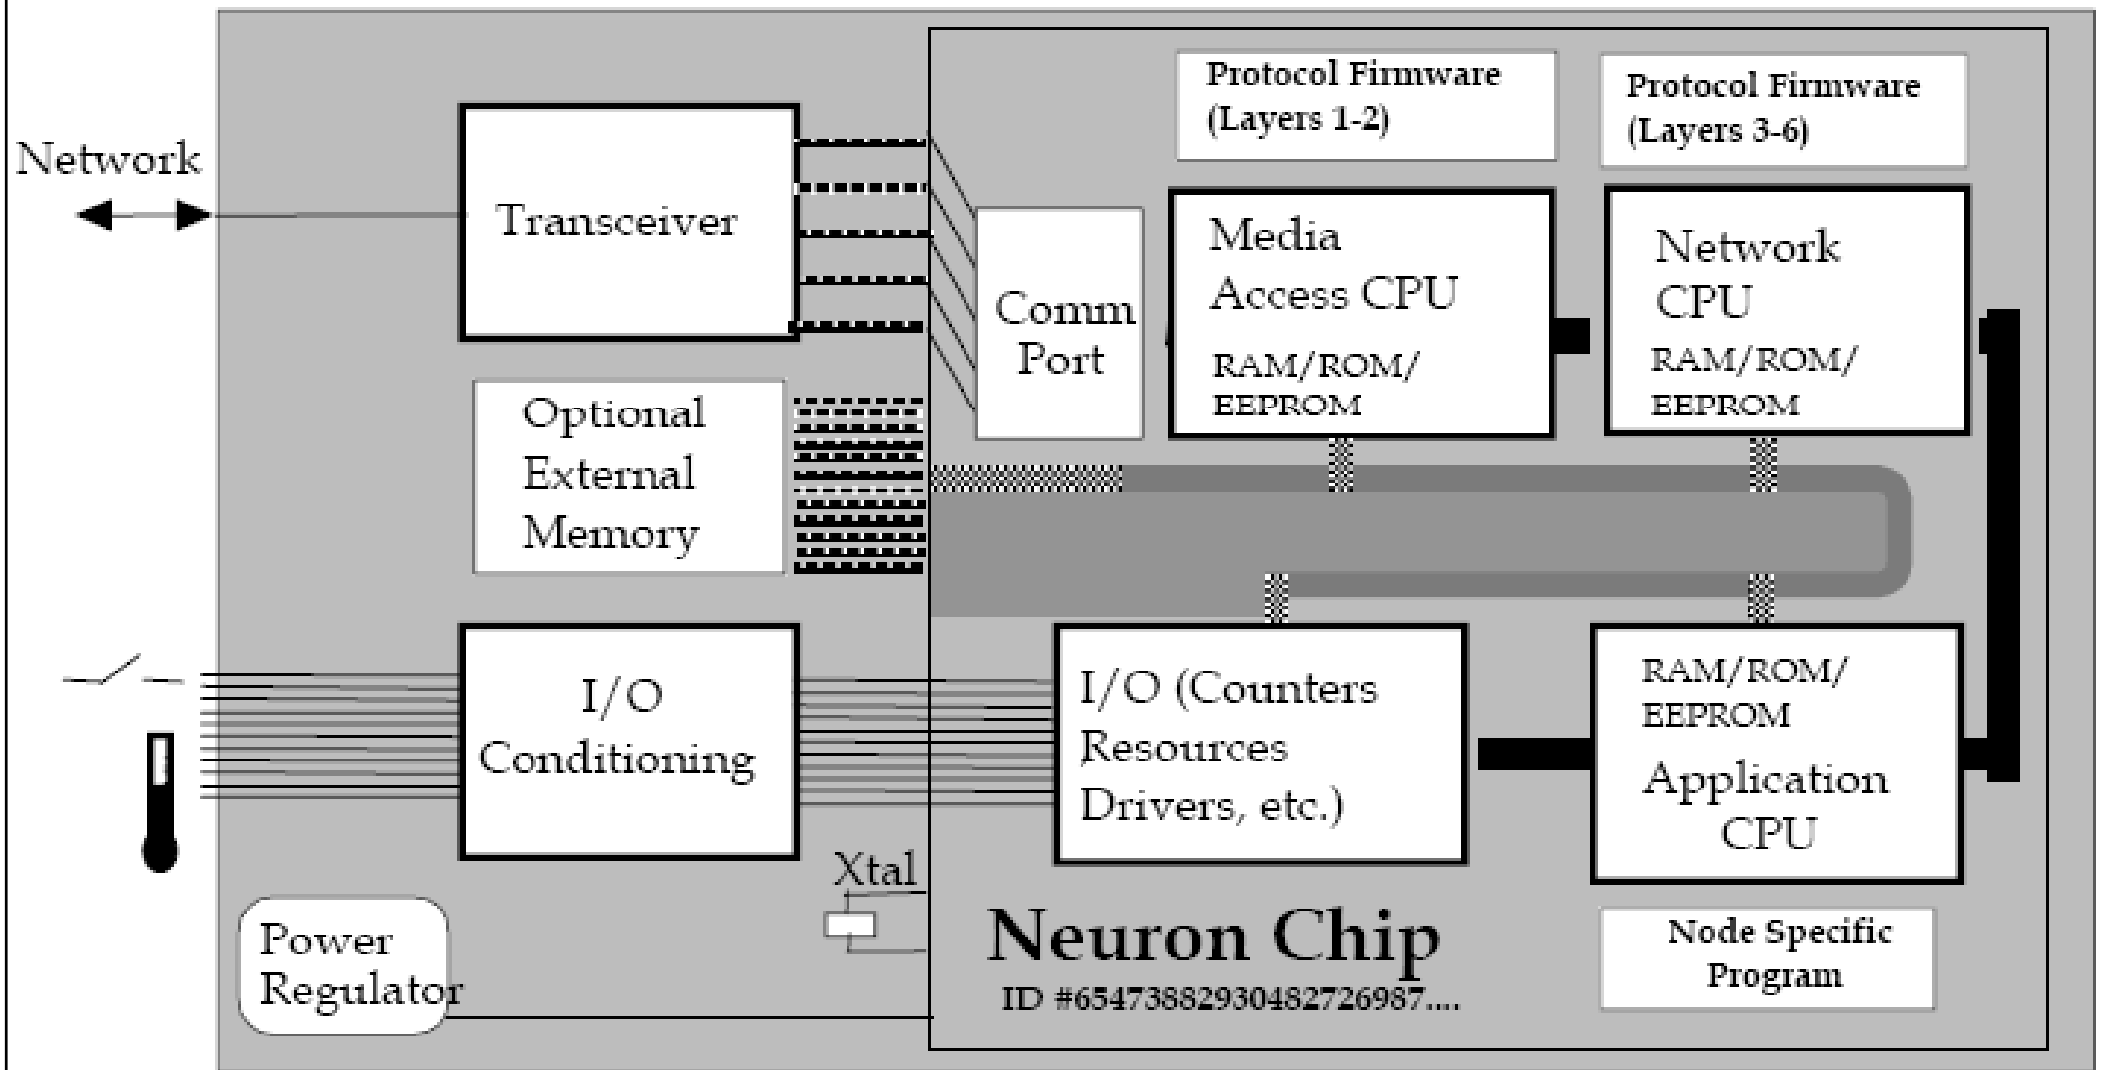 Network
Transceiver
Optional
External
Memory
I/O
Conditioning
Power
Regulator
Xtal
Comm
Port
Protocol Firmware
(Layers 1-2)
Media
Access CPU
RAM/ROM/
EEPROM
Protocol Firmware
(Layers 3-6)
Network
CPU
RAM/ROM/
EEPROM
I/O (Counters
Resources
Drivers, etc.)
RAM/ROM/
EEPROM
Application
CPU
Node Specific
Program
Neuron Chip
ID #65473882930482726987....